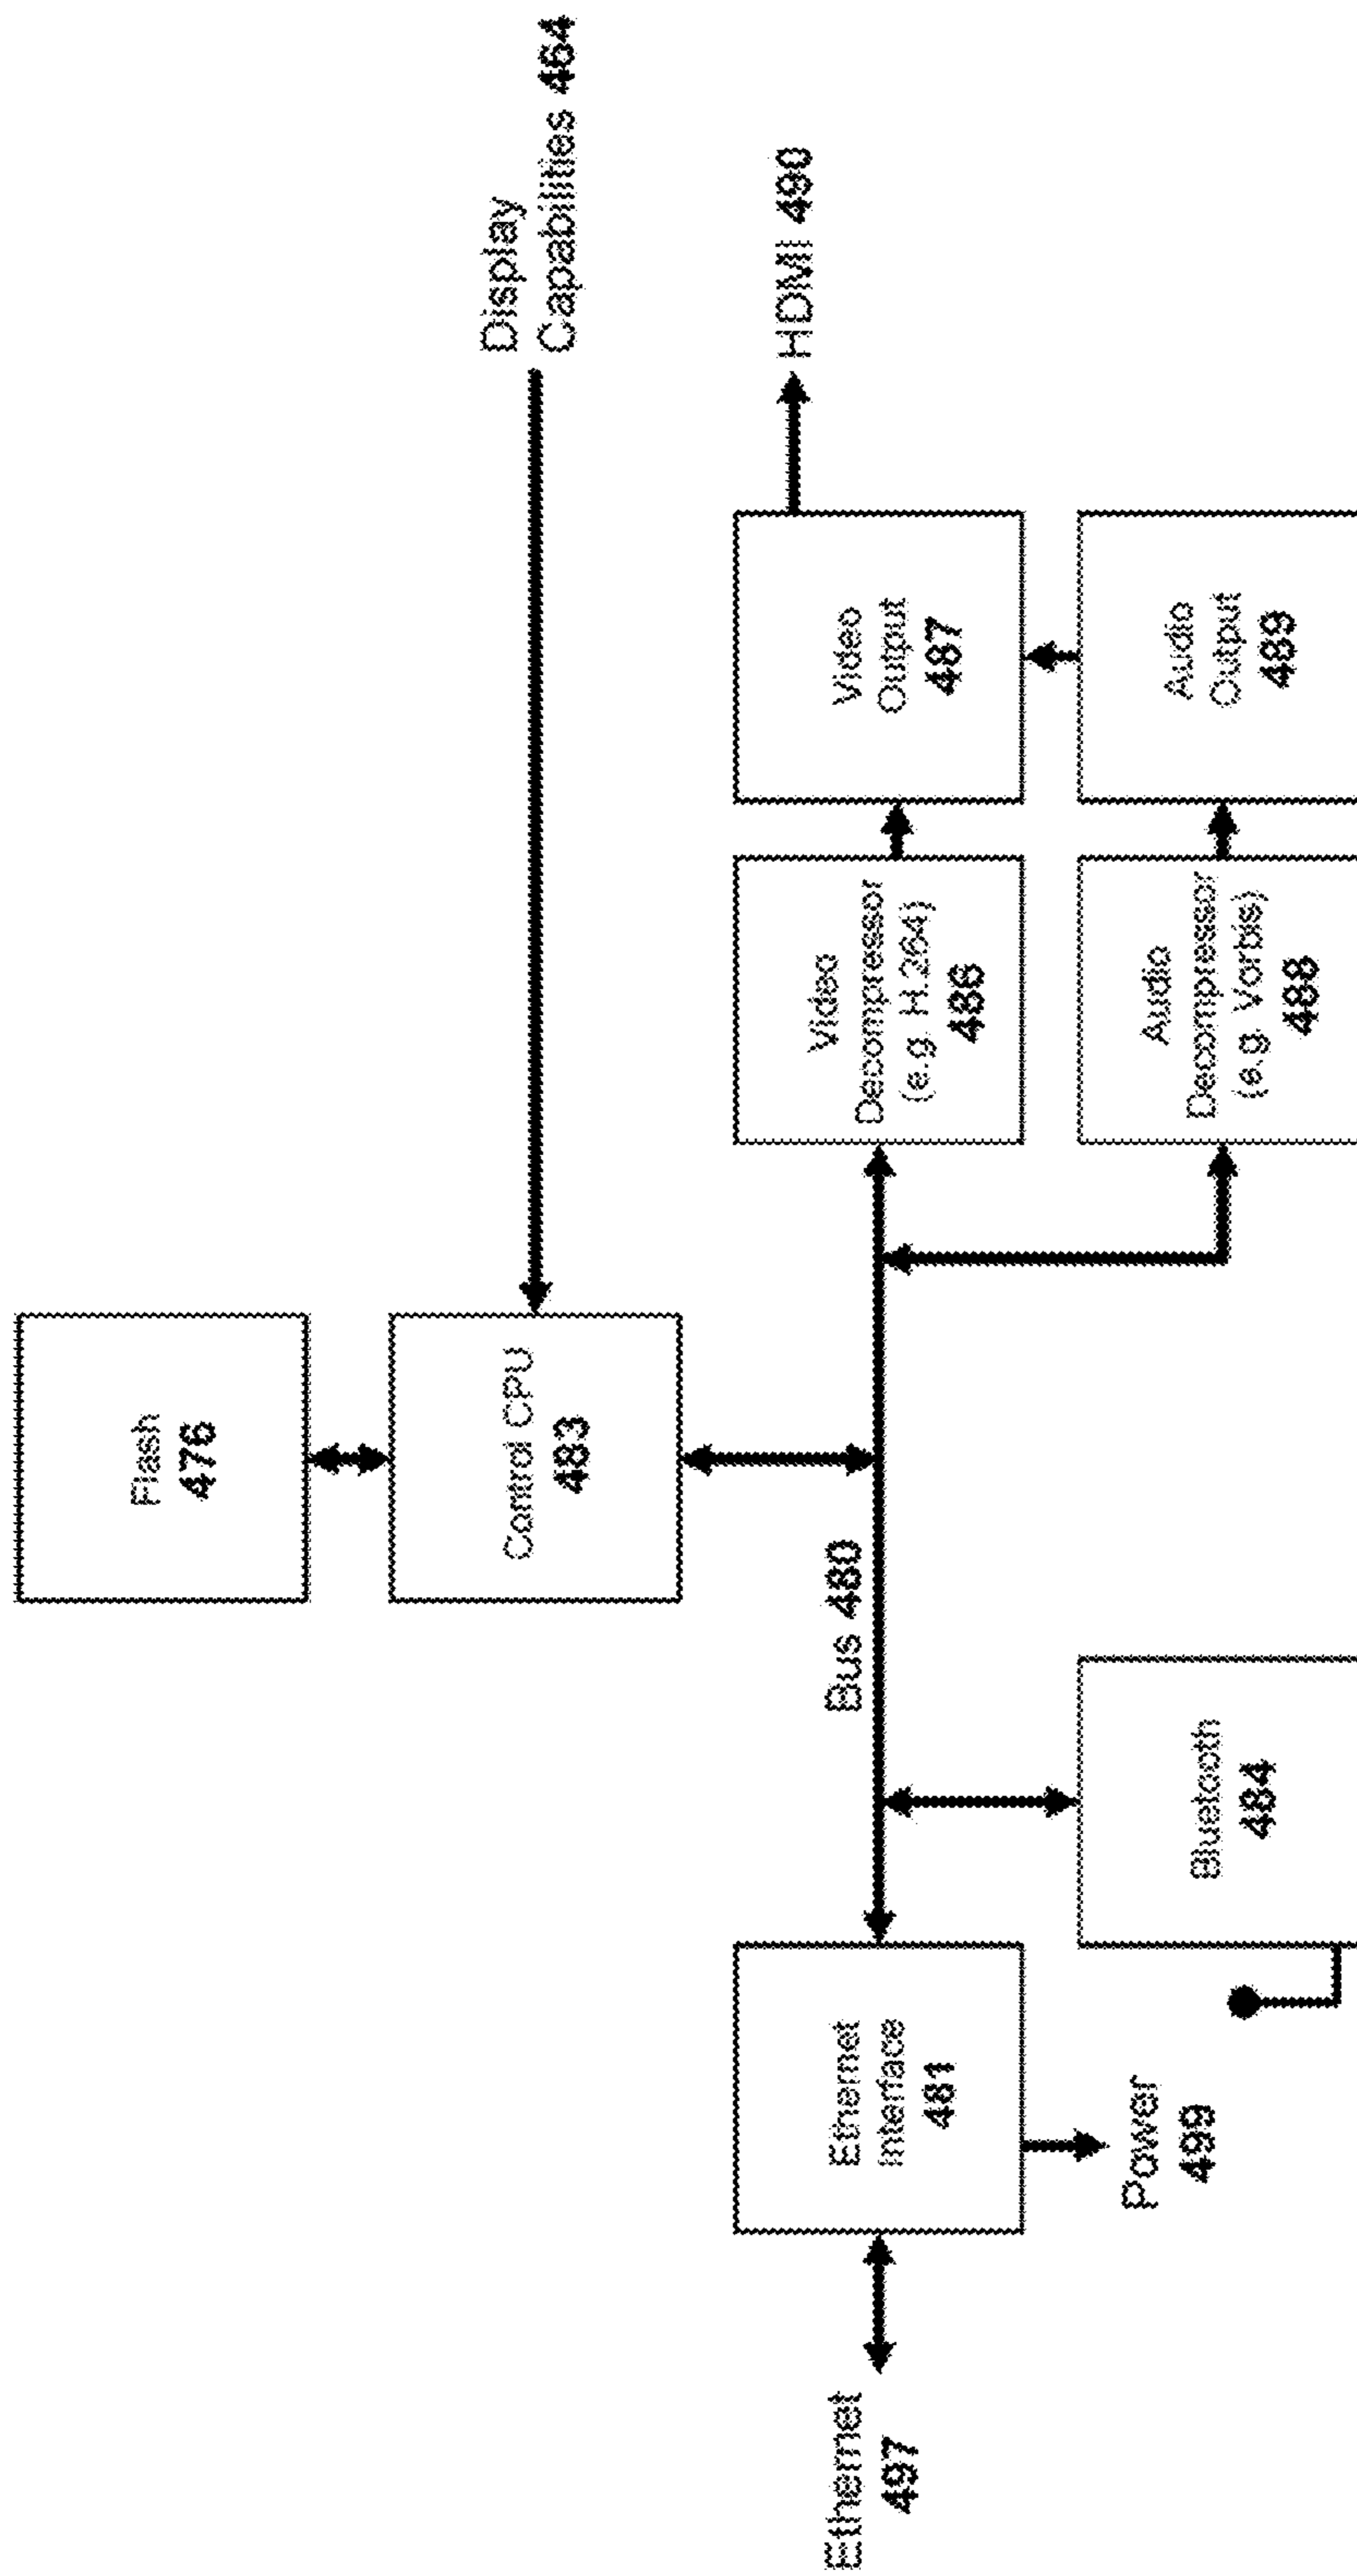 Flash
476
Control CPU
483
Display
Capabilities 464
Bus 480
Ethernet
497
Ethernet
Interface
481
Power
499
Bluetooth
484
Video
Decompressor
(e.g. H.264)
486
Video
Output
487
HDMI 490
Audio
Decompressor
(e.g. Vorbis)
488
Audio
Output
489